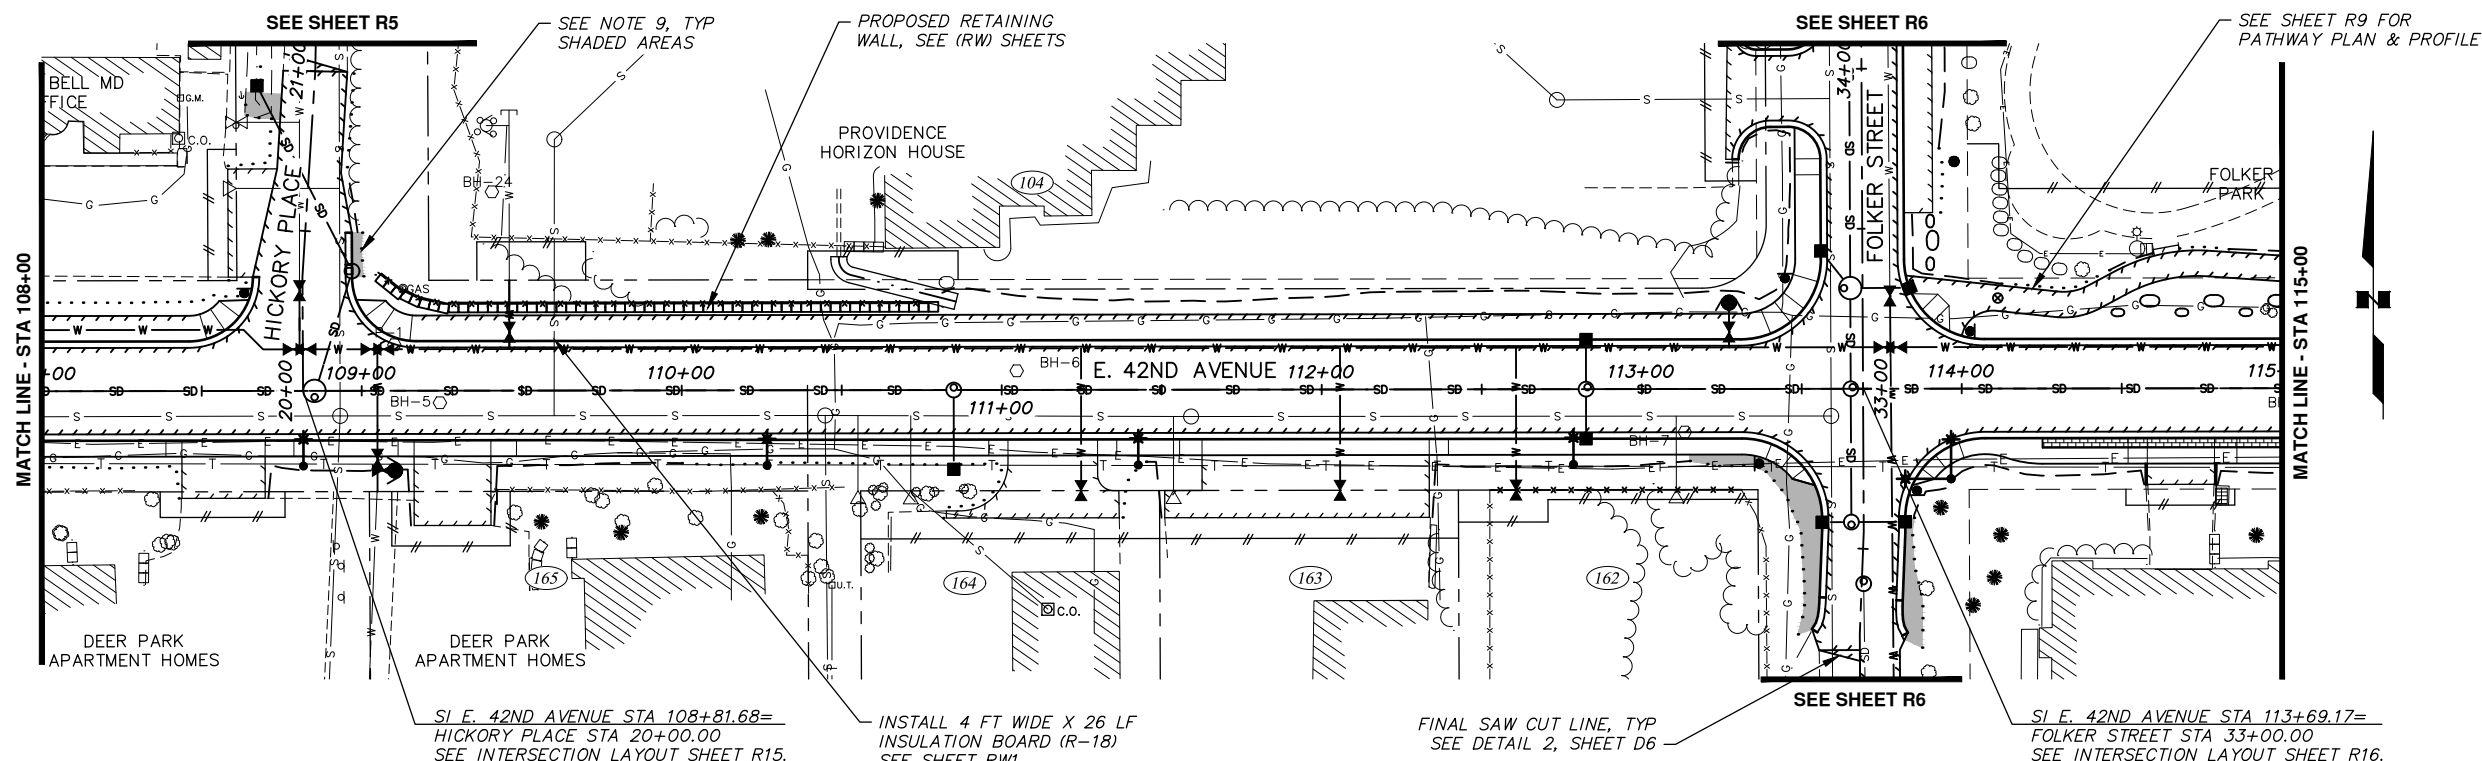 SEE SHEET R5
SEE NOTE 9, TYP
SHADED AREAS
PROPOSED RETAINING
WALL, SEE (RW) SHEETS
SEE SHEET R6
SEE SHEET R9 FOR
PATHWAY PLAN & PROFILE
BELL MD
FFICE
G.M.
C.O.
21+00
HICKORY PLACE
BH-24
PROVIDENCE
HORIZON HOUSE
104
34+00
FOLKER STREET
FOLKER
PARK
MATCH LINE - STA 108+00
MATCH LINE - STA 115+00
GAS
+00
20+00
109+00
110+00
BH-6
E. 42ND AVENUE
112+00
113+00
33+00
114+00
115+
BH-5
111+00
BH-7
165
164
163
162
U.T.
C.O.
DEER PARK
APARTMENT HOMES
DEER PARK
APARTMENT HOMES
SEE SHEET R6
SI E. 42ND AVENUE STA 108+81.68=
HICKORY PLACE STA 20+00.00
SEE INTERSECTION LAYOUT SHEET R15.
INSTALL 4 FT WIDE X 26 LF
INSULATION BOARD (R-18)
SEE SHEET RW1
FINAL SAW CUT LINE, TYP
SEE DETAIL 2, SHEET D6
SI E. 42ND AVENUE STA 113+69.17=
FOLKER STREET STA 33+00.00
SEE INTERSECTION LAYOUT SHEET R16.